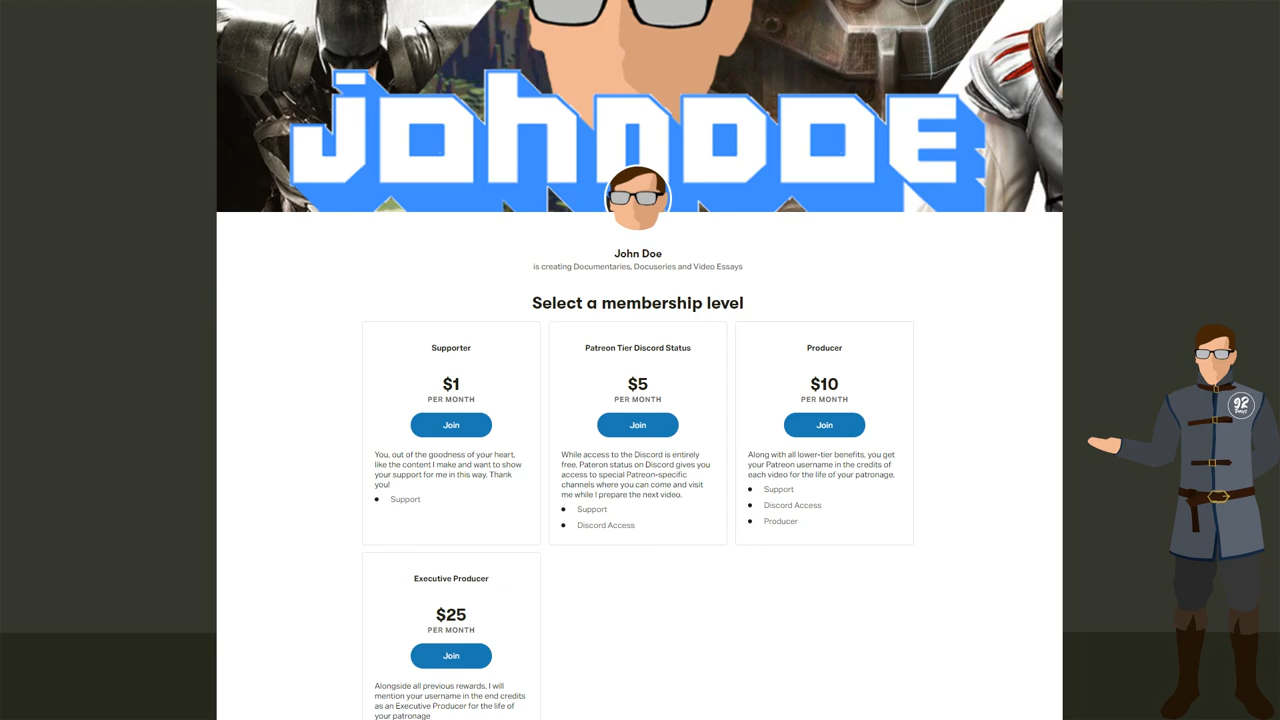 JOHNDOE
John Doe
is creating Documentaries, Docuseries and Video Essays
Select a membership level
Supporter
$1
PER MONTH
Join
You, out of the goodness of your heart,
like the content I make and want to show
your support for me in this way. Thank
you!
Support
Patreon Tier Discord Status
$5
PER MONTH
Join
While access to the Discord is entirely
free, Pateron status on Discord gives you
access to special Patreon-specific
channels where you can come and visit
me while I prepare the next video.
Support
Discord Access
Producer
$10
PER MONTH
Join
Along with all lower-tier benefits, you get
your Patreon username in the credits of
each video for the life of your patronage.
Support
Discord Access
Producer
Executive Producer
$25
PER MONTH
Join
Alongside all previous rewards, I will
mention your username in the end credits
as an Executive Producer for the life of
your patronage
92
DAYS